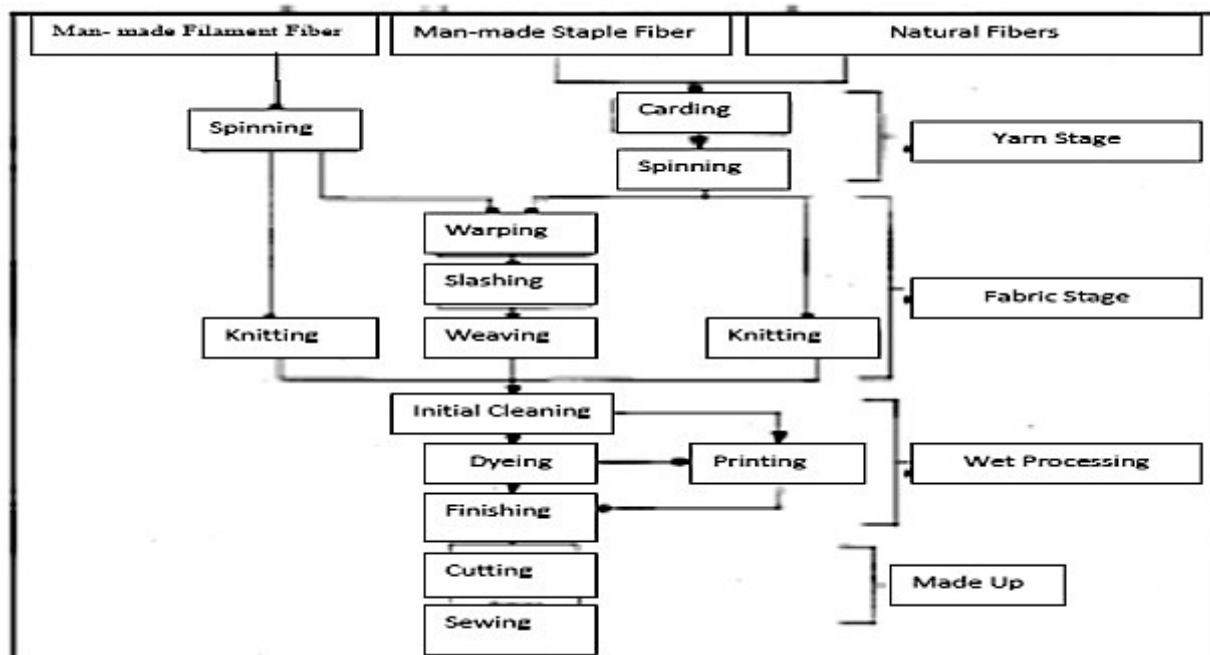 Man- made Filament Fiber
Man-made Staple Fiber
Natural Fibers
Carding
Spinning
Yarn Stage
Spinning
Warping
Slashing
Fabric Stage
Knitting
Weaving
Knitting
Initial Cleaning
Dyeing
Printing
Wet Processing
Finishing
Cutting
Made Up
Sewing